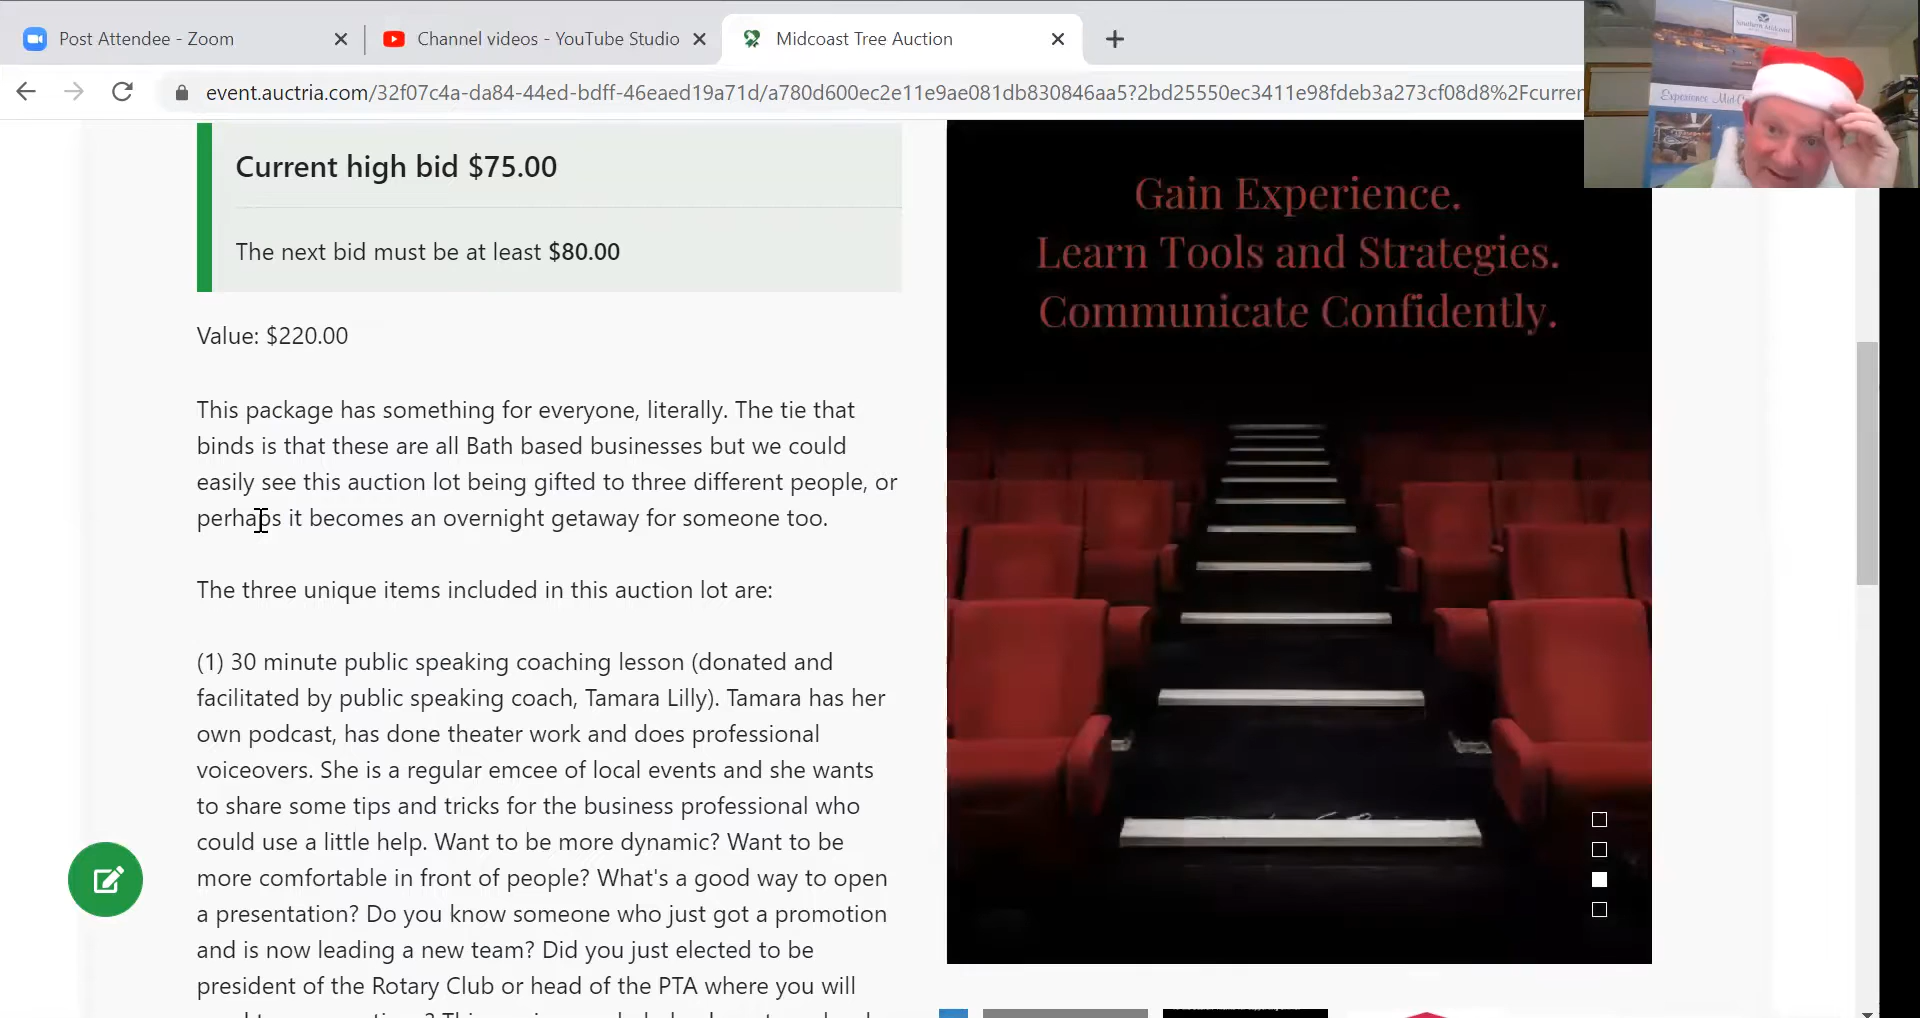 Post Attendee - Zoom
Channel videos - YouTube Studio
Midcoast Tree Auction
event.auctria.com/32f07c4a-da84-44ed-bdff-46eaed19a71d/a780d600ec2e11e9ae081db830846aa5?2bd25550ec3411e98fdeb3a273cf08d8%2Fcurren
Southern Midcoast
Experience Mid-C
Current high bid $75.00
The next bid must be at least $80.00
Value: $220.00
This package has something for everyone, literally. The tie that
binds is that these are all Bath based businesses but we could
easily see this auction lot being gifted to three different people, or
perhaps it becomes an overnight getaway for someone too.
The three unique items included in this auction lot are:
(1) 30 minute public speaking coaching lesson (donated and
facilitated by public speaking coach, Tamara Lilly). Tamara has her
own podcast, has done theater work and does professional
voiceovers. She is a regular emcee of local events and she wants
to share some tips and tricks for the business professional who
could use a little help. Want to be more dynamic? Want to be
more comfortable in front of people? What's a good way to open
a presentation? Do you know someone who just got a promotion
and is now leading a new team? Did you just elected to be
president of the Rotary Club or head of the PTA where you will
Gain Experience.
Learn Tools and Strategies.
Communicate Confidently.